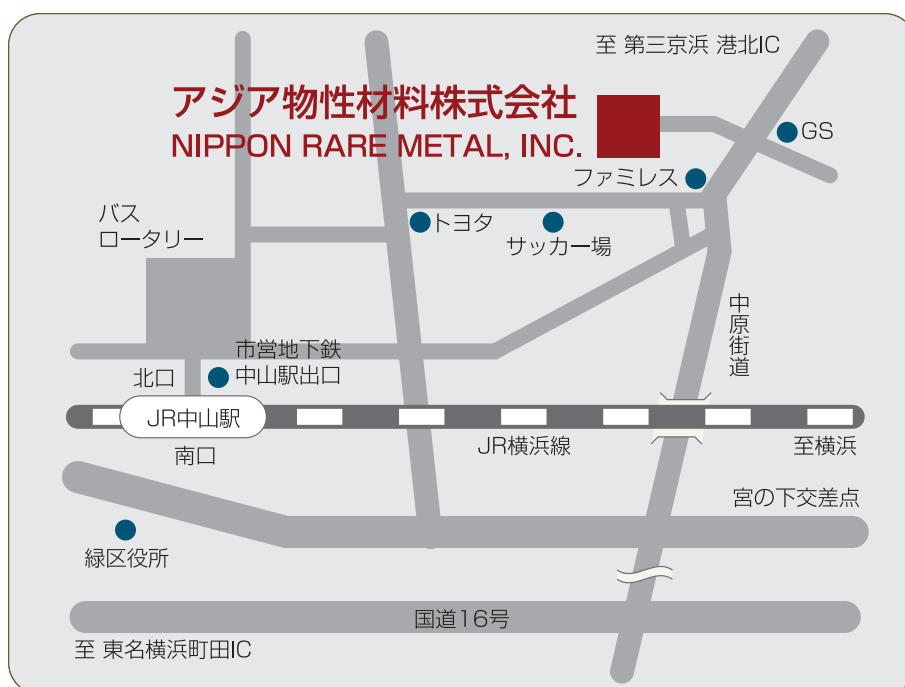 至 第三京浜 港北IC
アジア物性材料株式会社
NIPPON RARE METAL, INC.
GS
ファミレス
バス
ロータリー
トヨタ
サッカー場
中原街道
市営地下鉄
中山駅出口
北口
JR中山駅
南口
JR横浜線
至横浜
宮の下交差点
緑区役所
国道16号
至 東名横浜町田IC